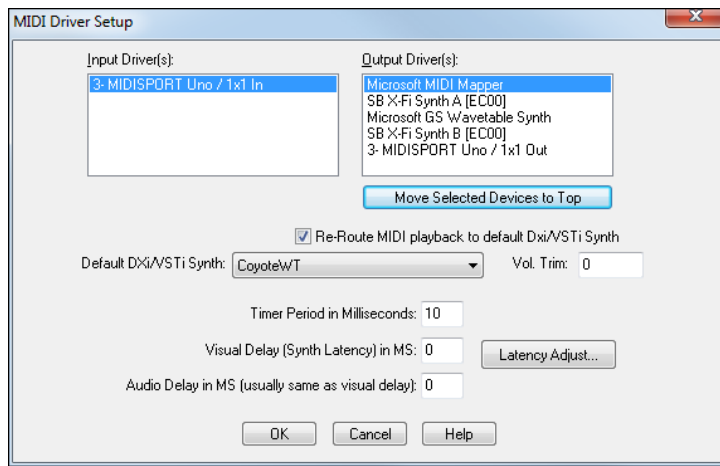 MIDI Driver Setup
Input Driver(s):
Output Driver(s):
3- MIDISPORT Uno / 1x1 In
Microsoft MIDI Mapper
SB X-Fi Synth A [EC00]
Microsoft GS Wavetable Synth
SB X-Fi Synth B [EC00]
3- MIDISPORT Uno / 1x1 Out
Move Selected Devices to Top
Re-Route MIDI playback to default Dxi/VSTi Synth
Default DXi/VSTi Synth: CoyoteWT Vol. Trim: 0
Timer Period in Milliseconds: 10
Visual Delay (Synth Latency) in MS: 0 Latency Adjust...
Audio Delay in MS (usually same as visual delay): 0
OK Cancel Help